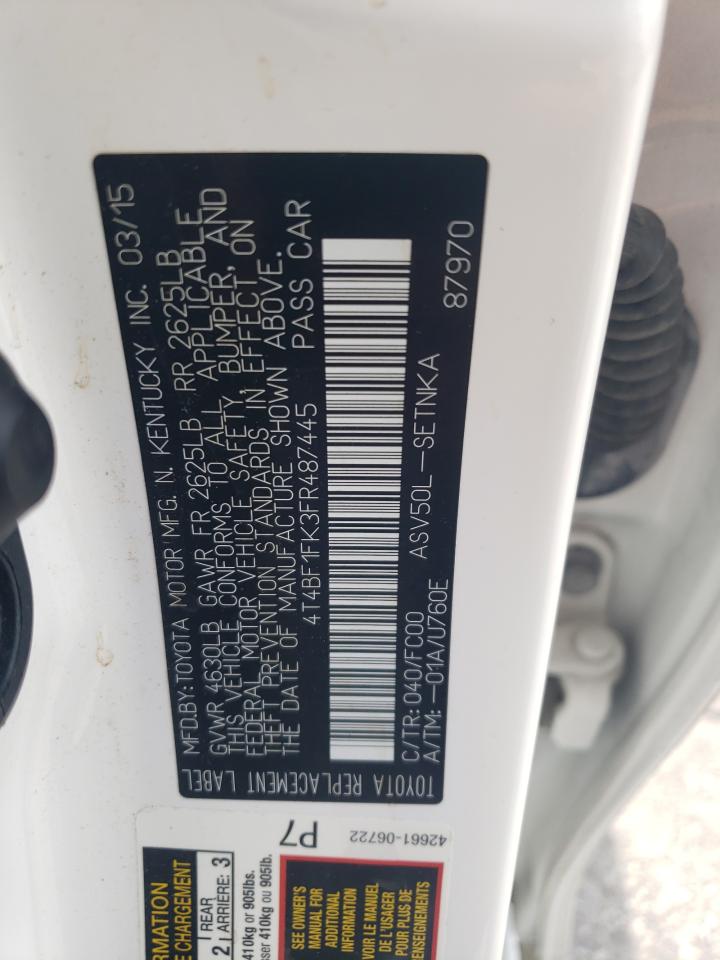 MFD.BY:TOYOTA MOTOR MFG. N. KENTUCKY INC. 03/15
GVWR 4630LB GAWR FR 2625LB RR 2625LB
THIS VEHICLE CONFORMS TO ALL APPLICABLE
FEDERAL MOTOR VEHICLE SAFETY, BUMPER, AND
THEFT PREVENTION STANDARDS IN EFFECT ON
THE DATE OF MANUFACTURE SHOWN ABOVE.
4T4BF1FK3FR487445 PASS CAR
C/TR: 040/FC00 ASV50L-SETNKA
A/TM: -01A/U760E 87970
TOYOTA REPLACEMENT LABEL
P7
42661-06722
E CHARGEMENT
2 REAR 3
ARRIÈRE:
410kg or 905lbs.
410kg ou 905lb.
SEE OWNER'S
MANUAL FOR
ADDITIONAL
INFORMATION
VOIR LE MANUEL
DE L'USAGER
POUR PLUS DE
RENSEIGNEMENTS